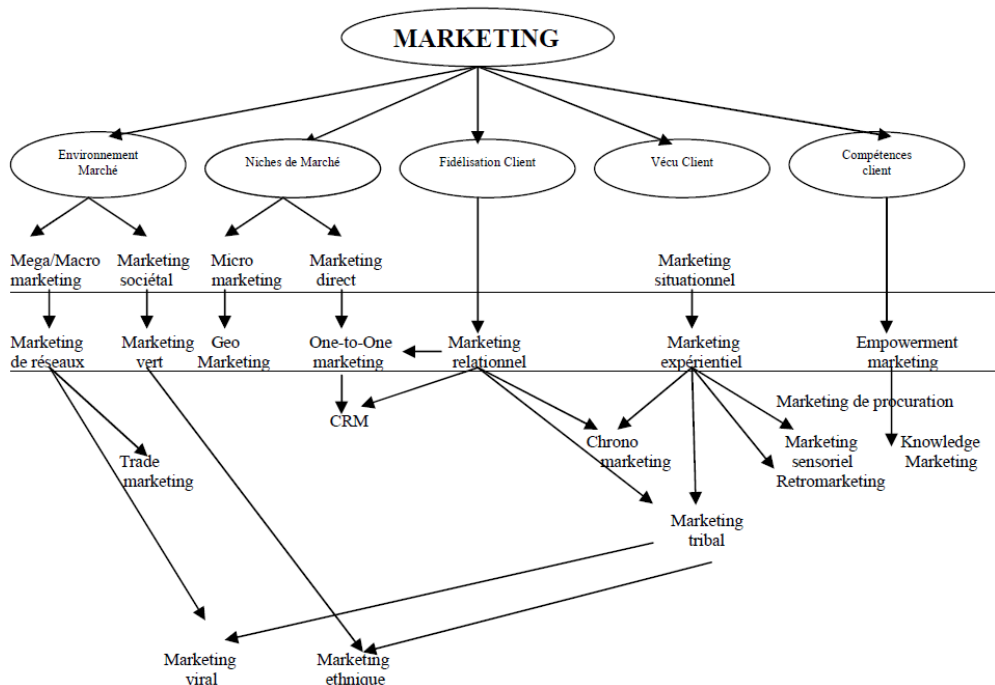 MARKETING
Environnement
Marché
Niches de Marché
Fidélisation Client
Vécu Client
Compétences
client
Mega/Macro
marketing
Marketing
sociétal
Micro
marketing
Marketing
direct
Marketing
situationnel
Marketing
de réseaux
Marketing
vert
Geo
Marketing
One-to-One
marketing
Marketing
relationnel
Marketing
expérientiel
Empowerment
marketing
CRM
Marketing de procuration
Trade
marketing
Chrono
marketing
Marketing
sensoriel
Retromarketing
Knowledge
Marketing
Marketing
tribal
Marketing
viral
Marketing
ethnique